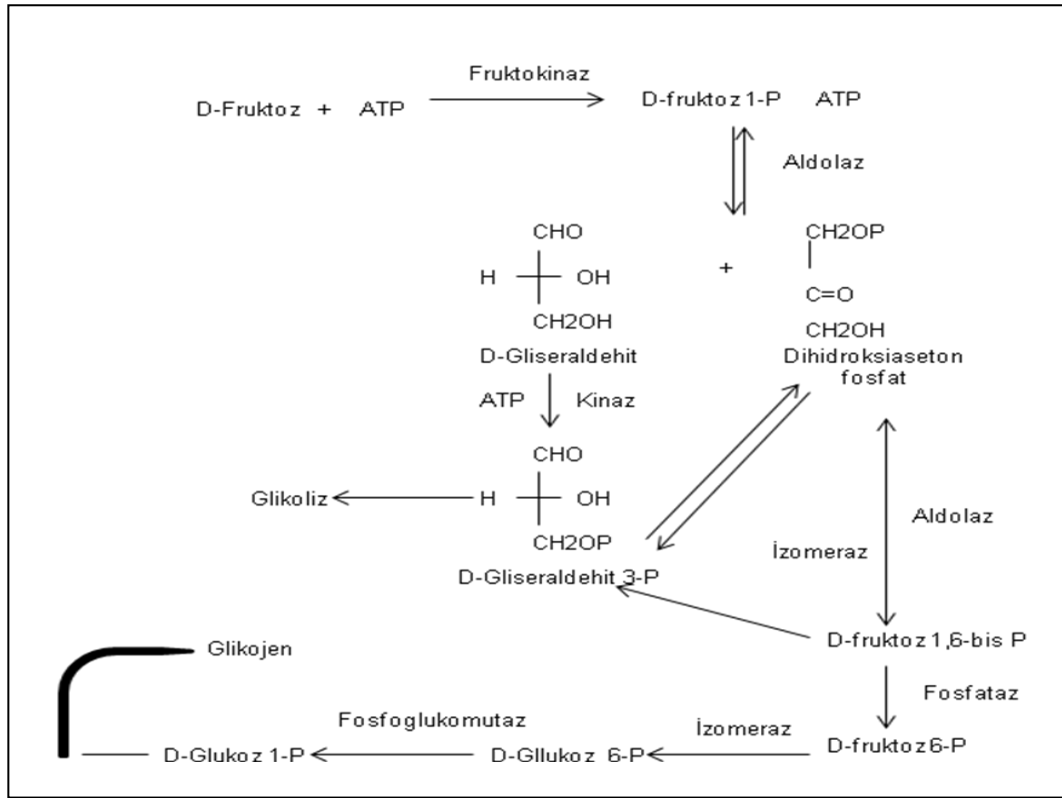 Fruktokinaz
D-Fruktoz + ATP
D-fruktoz 1-P ATP
Aldolaz
CHO
H OH
CH2OH
D-Gliseraldehit
+
CH2OP
C=O
CH2OH
Dihidroksiaseton
fosfat
ATP Kinaz
CHO
Glikoliz H OH
CH2OP
D-Gliseraldehit 3-P
Aldolaz
İzomeraz
D-fruktoz 1,6-bis P
Glikojen
Fosfataz
Fosfoglukomutaz
İzomeraz
D-Glukoz 1-P
D-Gllukoz 6-P
D-fruktoz 6-P